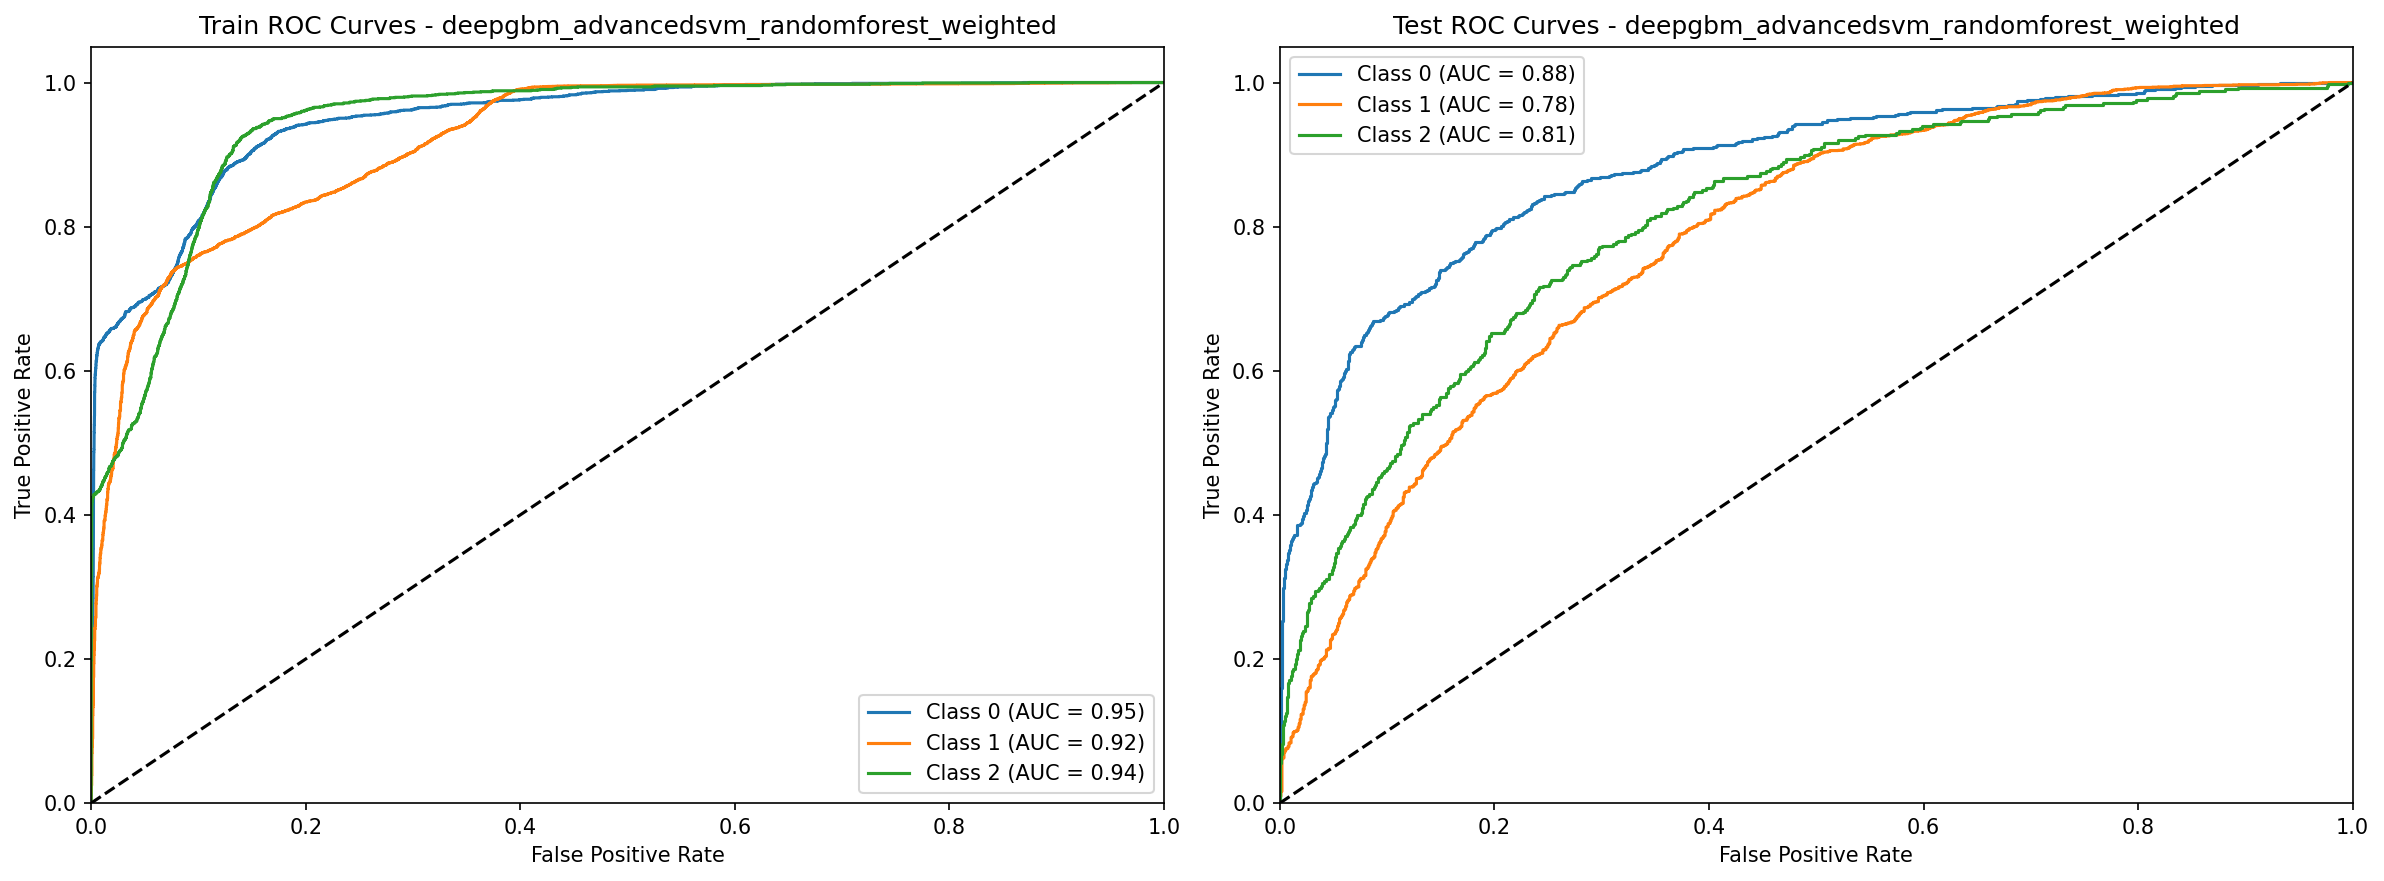 Train ROC Curves - deepgbm_advancedsvm_randomforest_weighted
1.0
0.8
0.6
0.4
0.2
0.0
True Positive Rate
0.0 0.2 0.4 0.6 0.8 1.0
False Positive Rate
Class 0 (AUC = 0.95)
Class 1 (AUC = 0.92)
Class 2 (AUC = 0.94)
Test ROC Curves - deepgbm_advancedsvm_randomforest_weighted
Class 0 (AUC = 0.88)
Class 1 (AUC = 0.78)
Class 2 (AUC = 0.81)
1.0
0.8
0.6
0.4
0.2
0.0
True Positive Rate
0.0 0.2 0.4 0.6 0.8 1.0
False Positive Rate